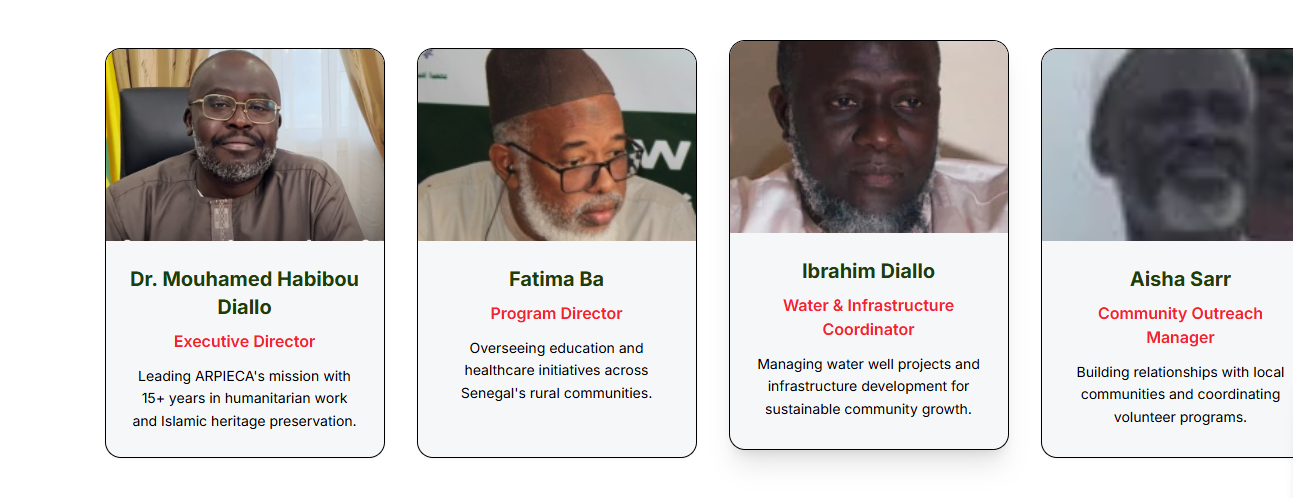 W
Dr. Mouhamed Habibou
Diallo
Executive Director
Leading ARPIECA's mission with
15+ years in humanitarian work
and Islamic heritage preservation.
Fatima Ba
Program Director
Overseeing education and
healthcare initiatives across
Senegal's rural communities.
Ibrahim Diallo
Water & Infrastructure
Coordinator
Managing water well projects and
infrastructure development for
sustainable community growth.
Aisha Sarr
Community Outreach
Manager
Building relationships with local
communities and coordinating
volunteer programs.